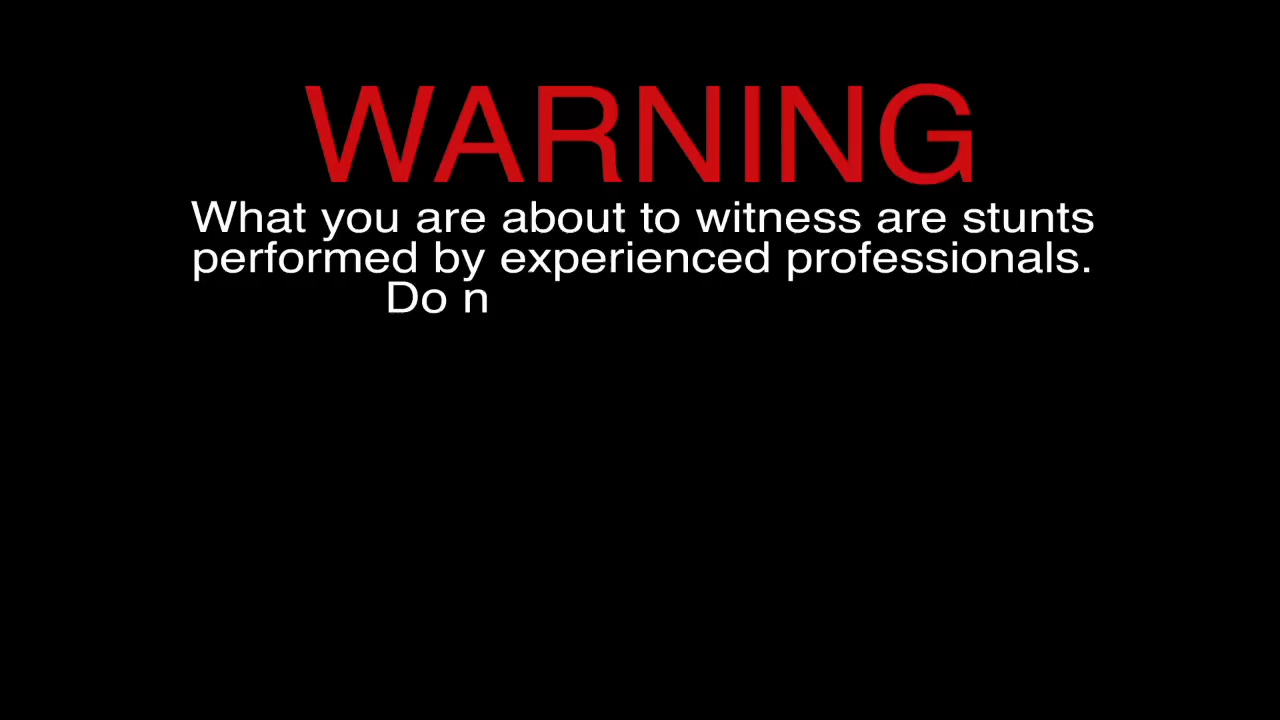 WARNING
What you are about to witness are stunts
performed by experienced professionals.
Do n